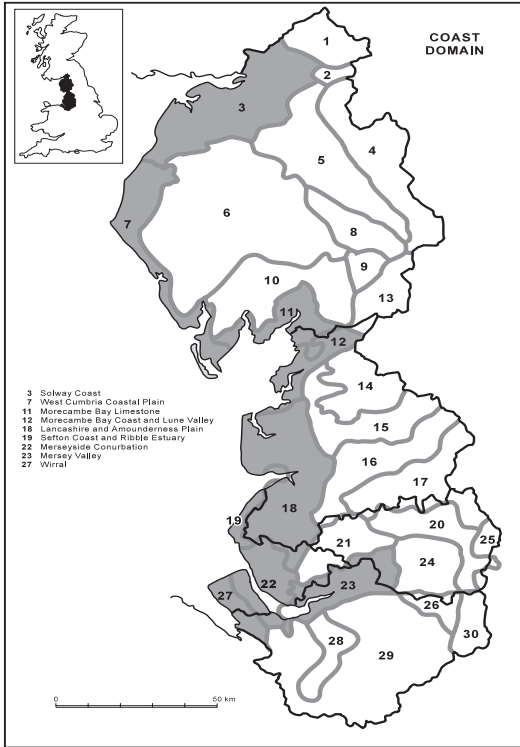 COAST
DOMAIN
1
2
3
4
5
6
7
8
9
10
11
12
13
14
15
16
17
18
19
20
21
22
23
24
25
26
27
28
29
30
3 Solway Coast
7 West Cumbria Coastal Plain
11 Morecambe Bay Limestone
12 Morecambe Bay Coast and Lune Valley
18 Lancashire and Amounderness Plain
19 Sefton Coast and Ribble Estuary
22 Merseyside Conurbation
23 Mersey Valley
27 Wirral
0 50 km